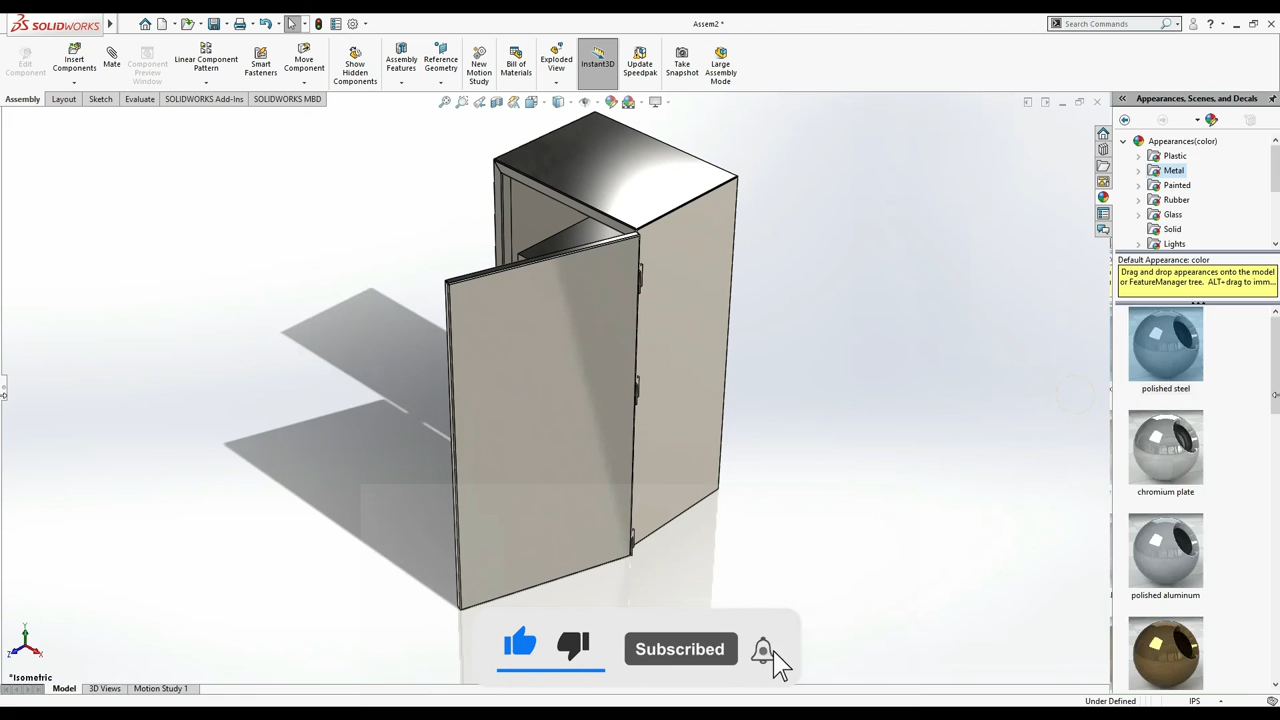 SOLIDWORKS
Assem2 *
Search Commands
Edit
Component
Insert
Components
Mate
Component
Preview
Window
Linear Component
Pattern
Smart
Fasteners
Move
Component
Show
Hidden
Components
Assembly
Features
Reference
Geometry
New
Motion
Study
Bill of
Materials
Exploded
View
Instant3D
Update
Speedpak
Take
Snapshot
Large
Assembly
Mode
Assembly
Layout
Sketch
Evaluate
SOLIDWORKS Add-Ins
SOLIDWORKS MBD
Appearances, Scenes, and Decals
Appearances(color)
Plastic
Metal
Painted
Rubber
Glass
Solid
Lights
Default Appearance: color
Drag and drop appearances onto the model
or FeatureManager tree. ALT+drag to imm...
polished steel
chromium plate
polished aluminum
Subscribed
Y
Z
X
*Isometric
Model
3D Views
Motion Study 1
Under Defined
IPS